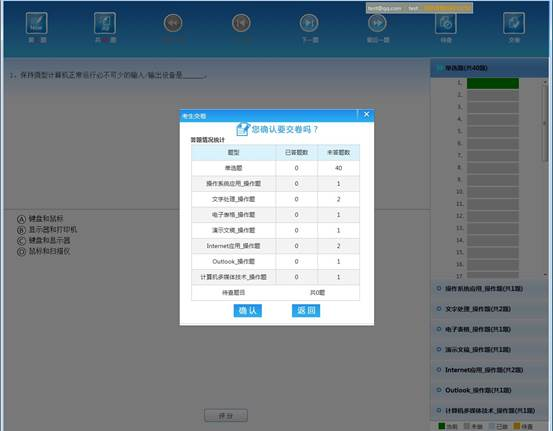 test@qq.com test
第 题
共 题
下一题
最后一题
待查
交卷
1、保持微型计算机正常运行必不可少的输入/输出设备是______。
A 键盘和鼠标
B 显示器和打印机
C 键盘和显示器
D 鼠标和扫描仪
评 分
考生交卷
您确认要交卷吗？
答题情况统计
题型 已答题数 未答题数
单选题 0 40
操作系统应用_操作题 0 1
文字处理_操作题 0 2
电子表格_操作题 0 1
演示文稿_操作题 0 1
Internet应用_操作题 0 2
Outlook_操作题 0 1
计算机多媒体技术_操作题 0 1
待查题目 共0题
确 认 返 回
单选题(共40题)
1、
2、
3、
4、
5、
6、
7、
8、
9、
10、
11、
12、
13、
14、
15、
16、
17
操作系统应用_操作题(共1题)
文字处理_操作题(共2题)
电子表格_操作题(共1题)
演示文稿_操作题(共1题)
Internet应用_操作题(共2题)
Outlook_操作题(共1题)
计算机多媒体技术_操作题(共1题)
当前 未做 已做 待查